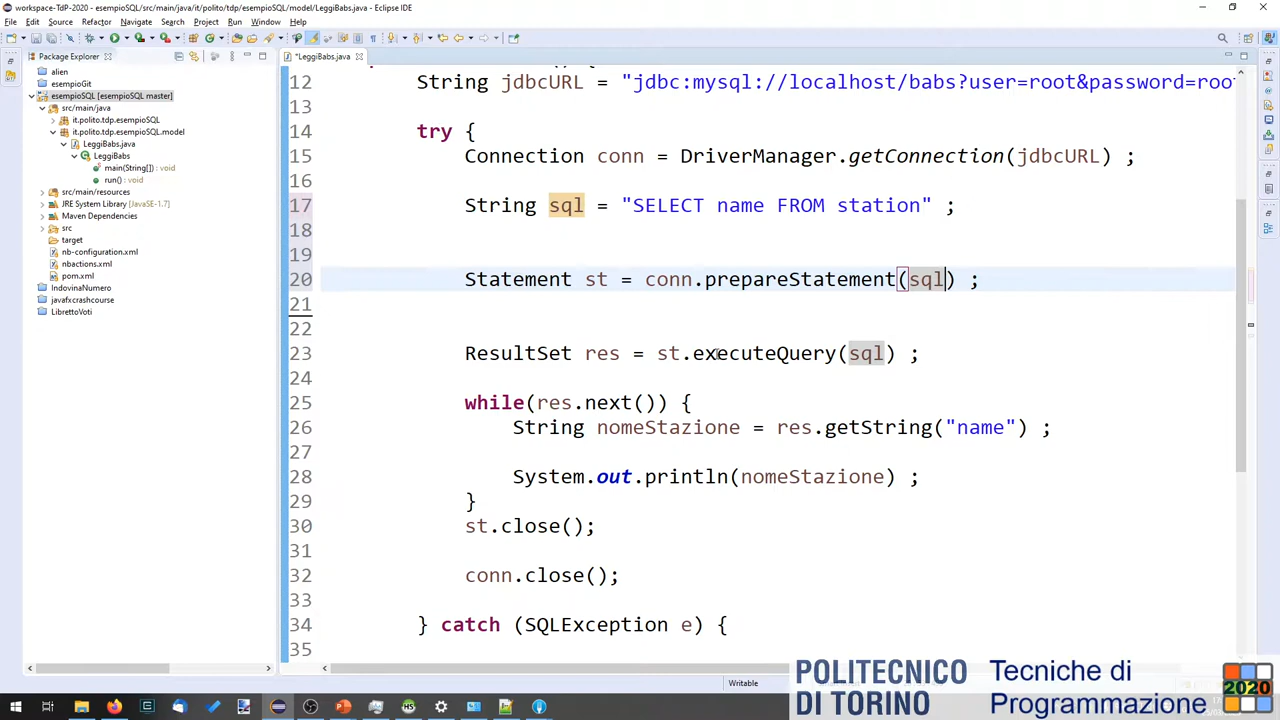 workspace-TdP-2020 - esempioSQL/src/main/java/it/polito/tdp/esempioSQL/model/LeggiBabs.java - Eclipse IDE
File Edit Source Refactor Navigate Search Project Run Window Help
Package Explorer
*LeggiBabs.java
alien
esempioGit
esempioSQL [esempioSQL master]
src/main/java
it.polito.tdp.esempioSQL
it.polito.tdp.esempioSQL.model
LeggiBabs.java
LeggiBabs
main(String[]) : void
run() : void
src/main/resources
JRE System Library [JavaSE-1.7]
Maven Dependencies
src
target
nb-configuration.xml
nbactions.xml
pom.xml
IndovinaNumero
javafxcrashcourse
LibrettoVoti
12 String jdbcURL = "jdbc:mysql://localhost/babs?user=root&password=root
13
14 try {
15 Connection conn = DriverManager.getConnection(jdbcURL) ;
16
17 String sql = "SELECT name FROM station" ;
18
19
20 Statement st = conn.prepareStatement(sql) ;
21
22
23 ResultSet res = st.executeQuery(sql) ;
24
25 while(res.next()) {
26 String nomeStazione = res.getString("name") ;
27
28 System.out.println(nomeStazione) ;
29 }
30 st.close();
31
32 conn.close();
33
34 } catch (SQLException e) {
35
Writable
POLITECNICO
DI TORINO
Tecniche di
Programmazione
2020